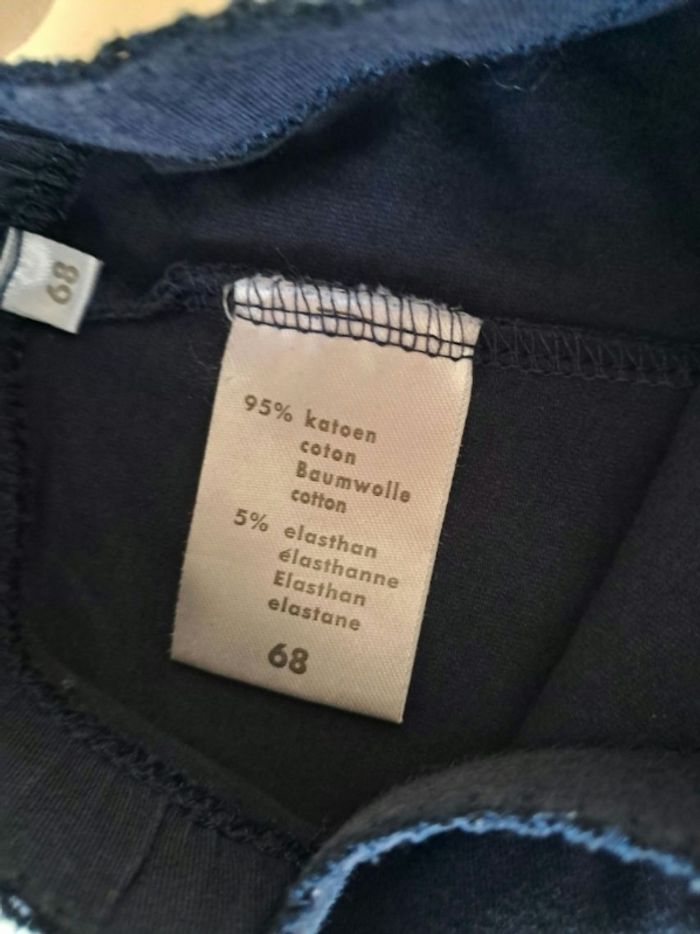 68
95% katoen
coton
Baumwolle
cotton
5% elasthan
élasthanne
Elasthan
elastane
68